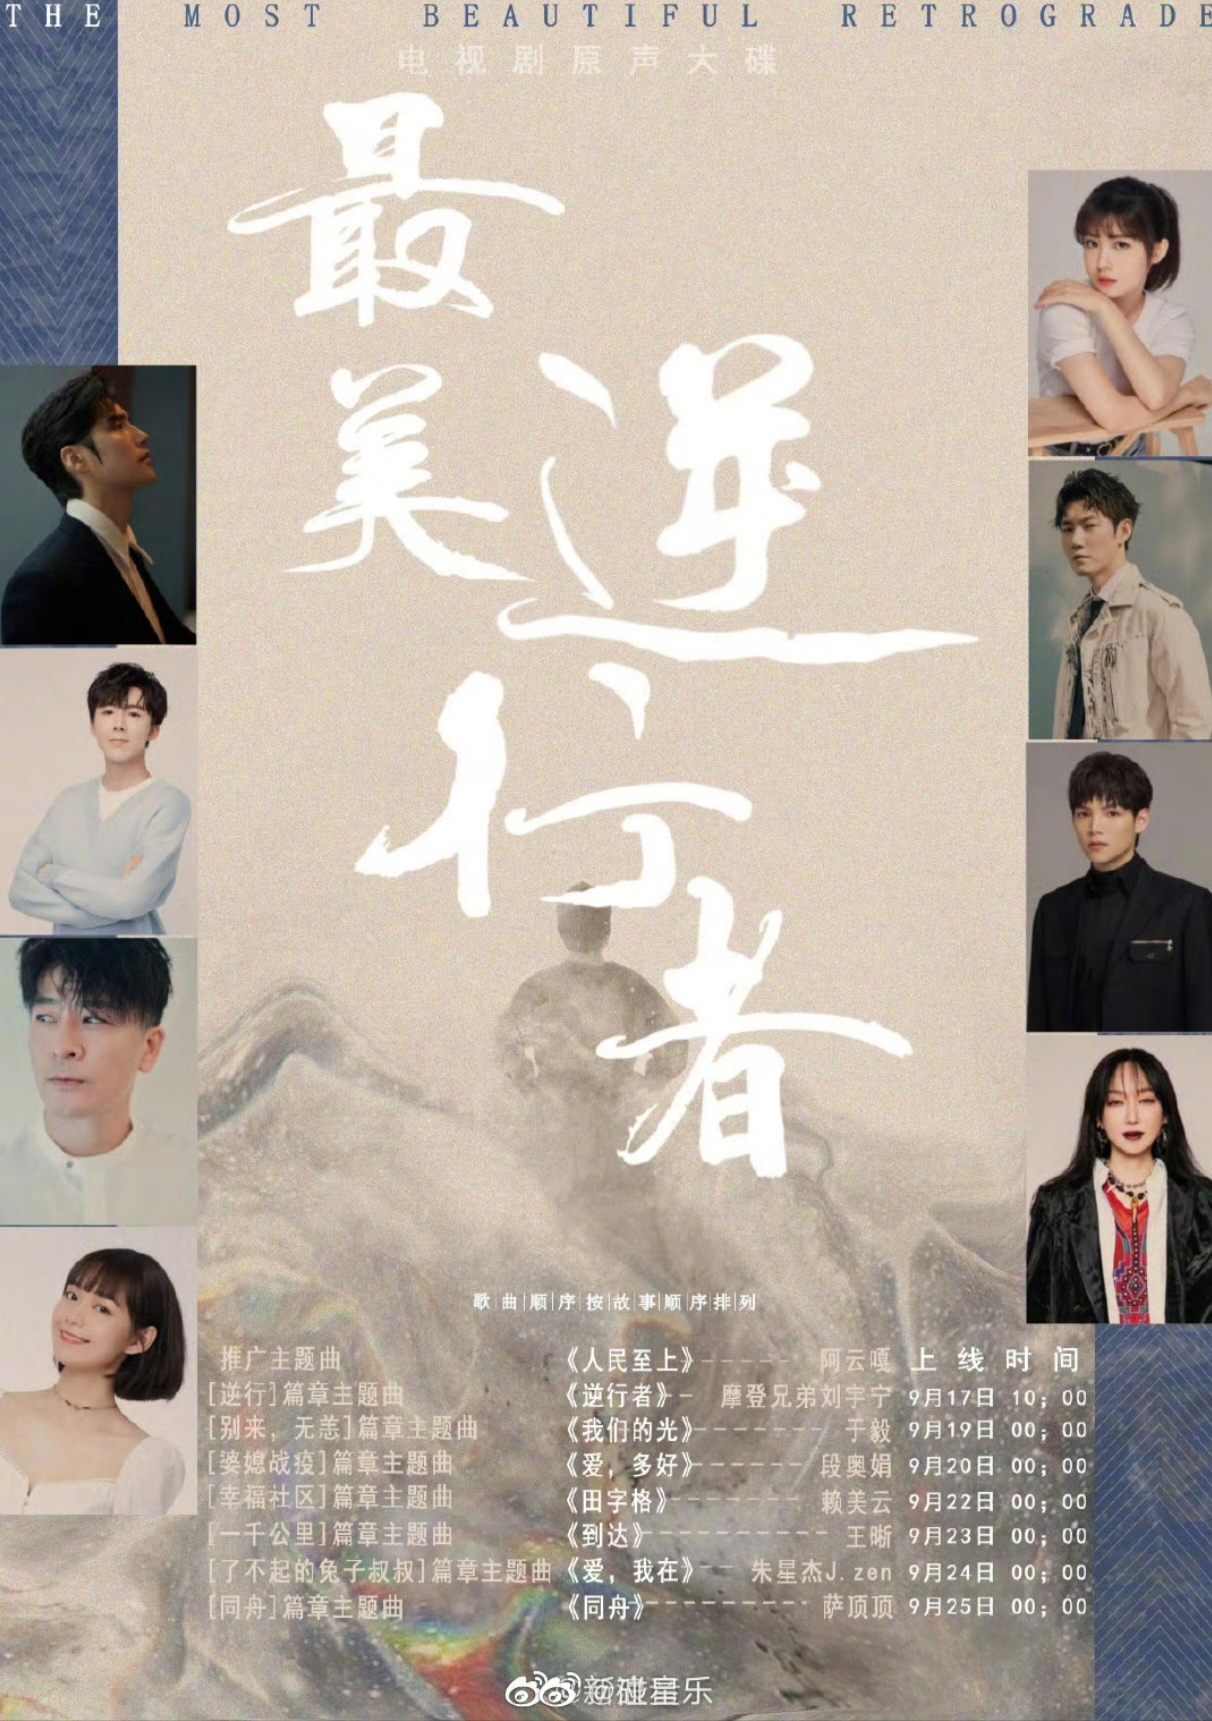 THE MOST BEAUTIFUL RETROGRADE
电视剧原声大碟
最美逆行者
歌|曲|顺|序|按|故|事|顺|序|排|列
推广主题曲 《人民至上》------ 阿云嘎 上线时间
[逆行]篇章主题曲 《逆行者》- 摩登兄弟刘宇宁 9月17日 10；00
[别来，无恙]篇章主题曲 《我们的光》------- 于毅 9月19日 00；00
[婆媳战疫]篇章主题曲 《爱，多好》------ 段奥娟 9月20日 00；00
[幸福社区]篇章主题曲 《田字格》------- 赖美云 9月22日 00；00
[一千公里]篇章主题曲 《到达》---------- 王晰 9月23日 00；00
[了不起的兔子叔叔]篇章主题曲 《爱，我在》-- 朱星杰J.zen 9月24日 00；00
[同舟]篇章主题曲 《同舟》--------- 萨顶顶 9月25日 00；00